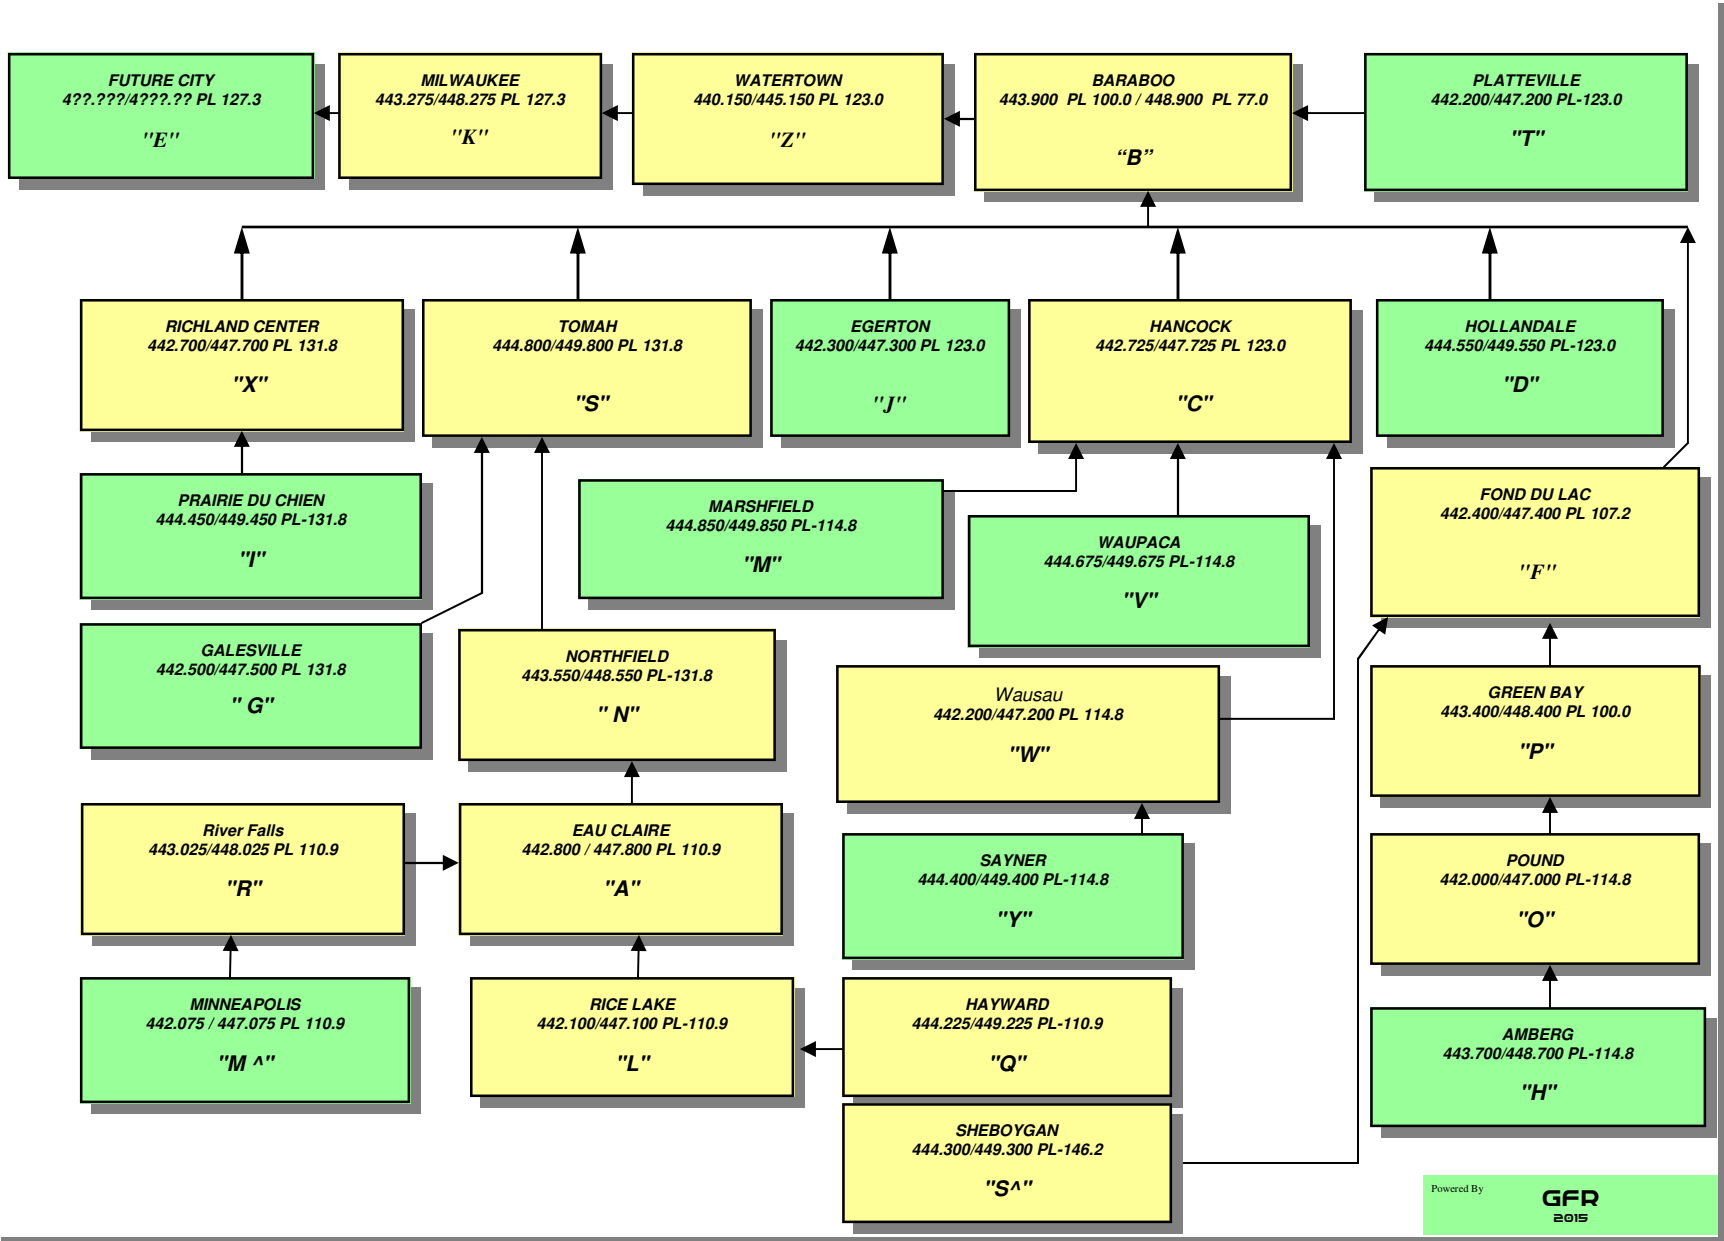 FUTURE CITY
4??.???/4???.?? PL 127.3
"E"
MILWAUKEE
443.275/448.275 PL 127.3
"K"
WATERTOWN
440.150/445.150 PL 123.0
"Z"
BARABOO
443.900 PL 100.0 / 448.900 PL 77.0
“B”
PLATTEVILLE
442.200/447.200 PL-123.0
"T"
RICHLAND CENTER
442.700/447.700 PL 131.8
"X"
TOMAH
444.800/449.800 PL 131.8
"S"
EGERTON
442.300/447.300 PL 123.0
"J"
HANCOCK
442.725/447.725 PL 123.0
"C"
HOLLANDALE
444.550/449.550 PL-123.0
"D"
PRAIRIE DU CHIEN
444.450/449.450 PL-131.8
"I"
MARSHFIELD
444.850/449.850 PL-114.8
"M"
WAUPACA
444.675/449.675 PL-114.8
"V"
FOND DU LAC
442.400/447.400 PL 107.2
"F"
GALESVILLE
442.500/447.500 PL 131.8
" G"
NORTHFIELD
443.550/448.550 PL-131.8
" N"
Wausau
442.200/447.200 PL 114.8
"W"
GREEN BAY
443.400/448.400 PL 100.0
"P"
River Falls
443.025/448.025 PL 110.9
"R"
EAU CLAIRE
442.800 / 447.800 PL 110.9
"A"
SAYNER
444.400/449.400 PL-114.8
"Y"
POUND
442.000/447.000 PL-114.8
"O"
MINNEAPOLIS
442.075 / 447.075 PL 110.9
"M ^"
RICE LAKE
442.100/447.100 PL-110.9
"L"
HAYWARD
444.225/449.225 PL-110.9
"Q"
AMBERG
443.700/448.700 PL-114.8
"H"
SHEBOYGAN
444.300/449.300 PL-146.2
"S^"
Powered By
GFR
2015